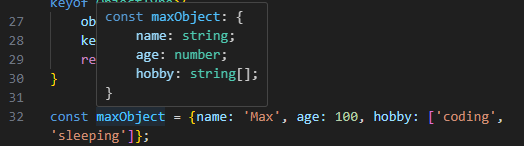 keyof ObjectType){
27 ob
const maxObject: {
28 ke
name: string;
29 re
age: number;
30 }
hobby: string[];
31
}
32 const maxObject = {name: 'Max', age: 100, hobby: ['coding',
'sleeping']};